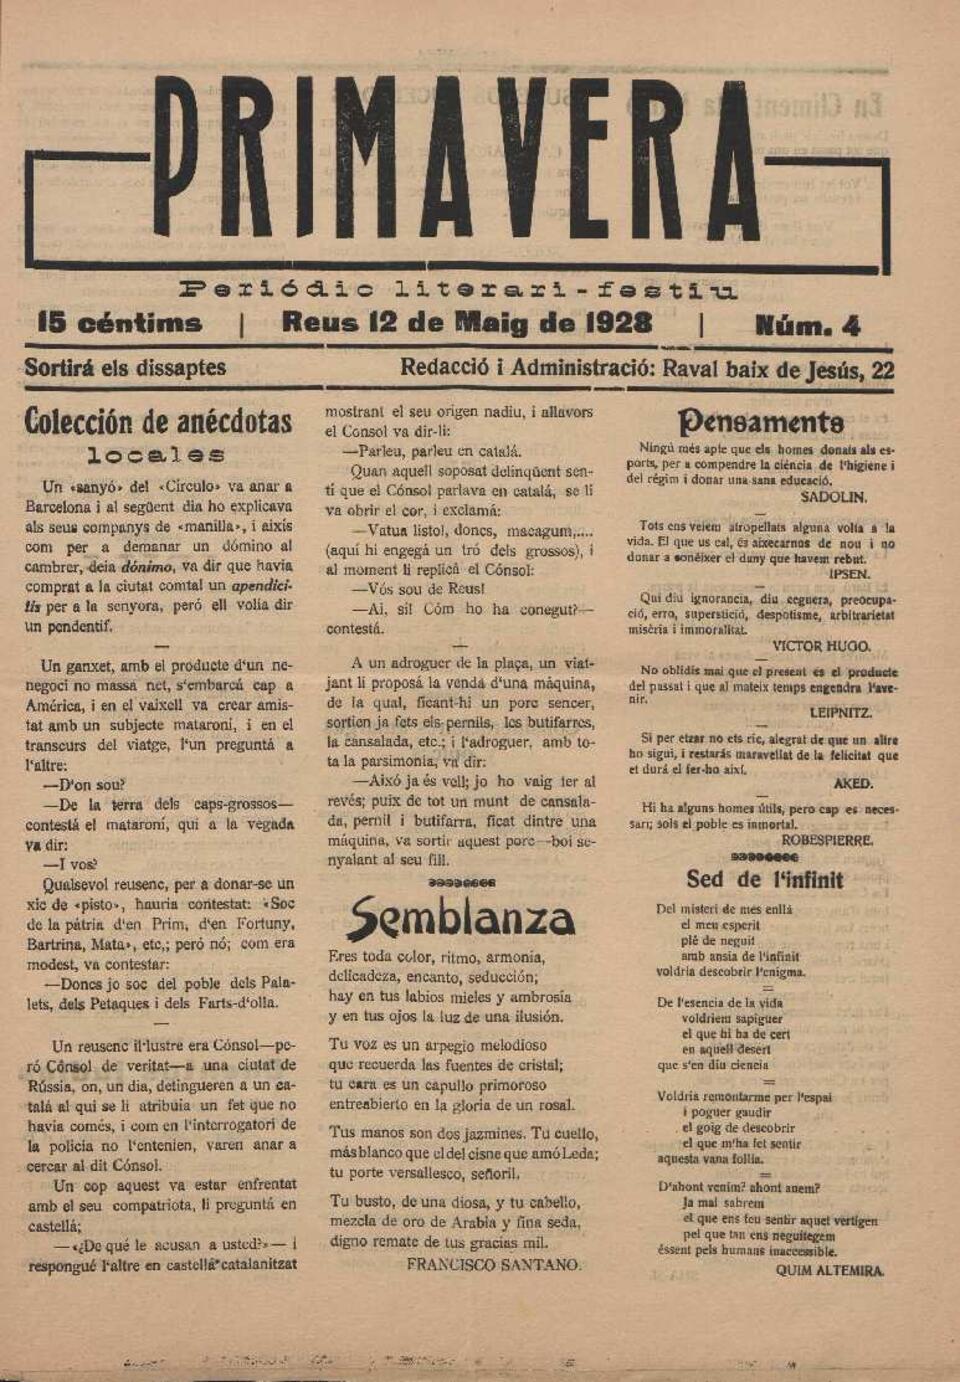 PRIMAVERA
Periódic literari-festiu
15 céntims | Reus 12 de Maig de 1928 | Núm. 4
Sortirá els dissaptes
Redacció i Administració: Raval baix de Jesús, 22
Colección de anécdotas
locales
Un «sanyó» del «Circulo» va anar a
Barcelona i al següent dia ho explicava
als seus companys de «manilla», i aixis
com per a demanar un dómino al
cambrer, deia dónimo, va dir que havia
comprat a la ciutat comtal un apendici-
tis per a la senyora, peró ell volia dir
un pendentif.
—
Un ganxet, amb el producte d'un ne-
negoci no massa net, s'embarcá cap a
América, i en el vaixell va crear amis-
tat amb un subjecte mataroní, i en el
transcurs del viatge, l'un preguntá a
l'altre:
—D'on sou?
—De la terra dels caps-grossos—
contestá el mataroní, qui a la vegada
va dir:
—I vos?
Qualsevol reusenc, per a donar-se un
xic de «pisto», hauria contestat: «Soc
de la pátria d'en Prim, d'en Fortuny,
Bartrina, Mata», etc,; peró nó; com era
modest, va contestar:
—Doncs jo soc del poble dels Pala-
lets, dels Petaques i dels Farts-d'olla.
—
Un reusenc il'lustre era Cónsol—pe-
ró Cónsol de veritat—a una ciutat de
Rússia, on, un dia, detingueren a un ca-
talá al qui se li atribuia un fet que no
havia comés, i com en l'interrogatori de
la policia no l'entenien, varen anar a
cercar al dit Cónsol.
Un cop aquest va estar enfrentat
amb el seu compatriota, li preguntá en
castellá;
—«¿De qué le acusan a usted?»— i
respongué l'altre en castellá catalanitzat
mostrant el seu origen nadiu, i allavors
el Consol va dir-li:
—Parleu, parleu en catalá.
Quan aquell soposat delinqüent sen-
tí que el Cónsol parlava en catalá, se li
va obrir el cor, i exclamá:
—Vatua listo!, doncs, macagum,....
(aquí hi engegá un tró dels grossos), i
al moment li replicá el Cónsol:
—Vós sou de Reus!
—Ai, si! Cóm ho ha conegut?—
contestá.
—
A un adroguer de la plaça, un viat-
jant li proposá la venda d'una máquina,
de la qual, ficant-hi un porc sencer,
sortien ja fets els pernils, les butifarres,
la cansalada, etc.; i l'adroguer, amb to-
ta la parsimonia, va dir:
—Aixó ja és vell; jo ho vaig fer al
revés; puix de tot un munt de cansala-
da, pernil i butifarra, ficat dintre una
máquina, va sortir aquest porc—boi se-
nyalant al seu fill.
Semblanza
Eres toda color, ritmo, armonia,
delicadeza, encanto, seducción;
hay en tus labios mieles y ambrosía
y en tus ojos la luz de una ilusión.
Tu voz es un arpegio melodioso
que recuerda las fuentes de cristal;
tu cara es un capullo primoroso
entreabierto en la gloria de un rosal.
Tus manos son dos jazmines. Tu cuello,
más blanco que el del cisne que amó Leda;
tu porte versallesco, señoril.
Tu busto, de una diosa, y tu cabello,
mezcla de oro de Arabia y fina seda,
digno remate de tus gracias mil.
FRANCISCO SANTANO.
Pensaments
Ningú més apte que els homes donats als es-
ports, per a compendre la ciéncia de l'higiene i
del régim i donar una sana educació.
SADOLIN.
—
Tots ens veiem atropellats alguna volta a la
vida. El que us cal, és aixecarnos de nou i no
donar a conéixer el dany que havem rebut.
IPSEN.
—
Qui diu ignorancia, diu ceguera, preocupa-
ció, erro, superstició, despotisme, arbitrarietat
miséria i immoralitat.
VICTOR HUGO.
—
No oblidis mai que el present es el producte
del passat i que al mateix temps engendra l'ave-
nir.
LEIPNITZ.
—
Si per etzar no ets ric, alegrat de que un altre
ho sigui, i restarás maravellat de la felicitat que
et durá el fer-ho així.
AKED.
—
Hi ha alguns homes útils, pero cap es neces-
sari; sols el poble es inmortal.
ROBESPIERRE.
Sed de l'infinit
Del misteri de mes enllá
el meu esperit
plé de neguit
amb ansia de l'infinit
voldria descobrir l'enigma.
=
De l'esencia de la vida
voldriem sapiguer
el que hi ha de cert
en aquell desert
que s'en diu ciencia
=
Voldria remontarme per l'espai
i poguer gaudir
el goig de descobrir
el que m'ha fet sentir
aquesta vana follia.
=
D'ahont venim? ahont anem?
Ja mai sabrem
el que ens feu sentir aquet vertigen
pel que tan ens neguitegem
éssent pels humans inaccessible.
QUIM ALTEMIRA.